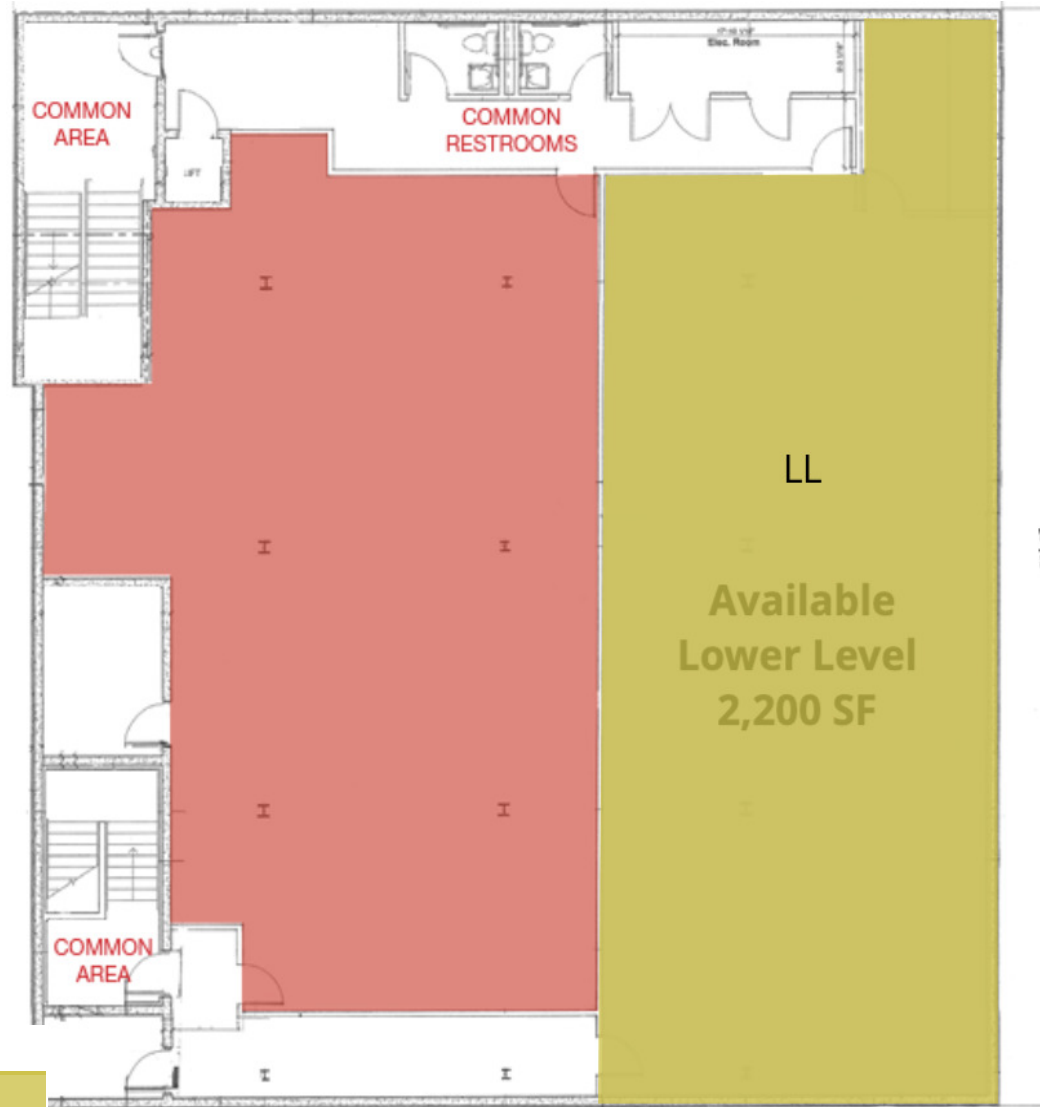 Elec. Room
COMMON
AREA
COMMON
RESTROOMS
LIFT
LL
Available
Lower Level
2,200 SF
COMMON
AREA